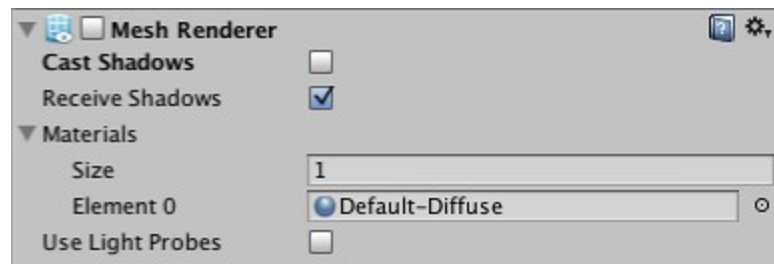 Mesh Renderer
Cast Shadows
Receive Shadows
Materials
Size 1
Element 0 Default-Diffuse
Use Light Probes